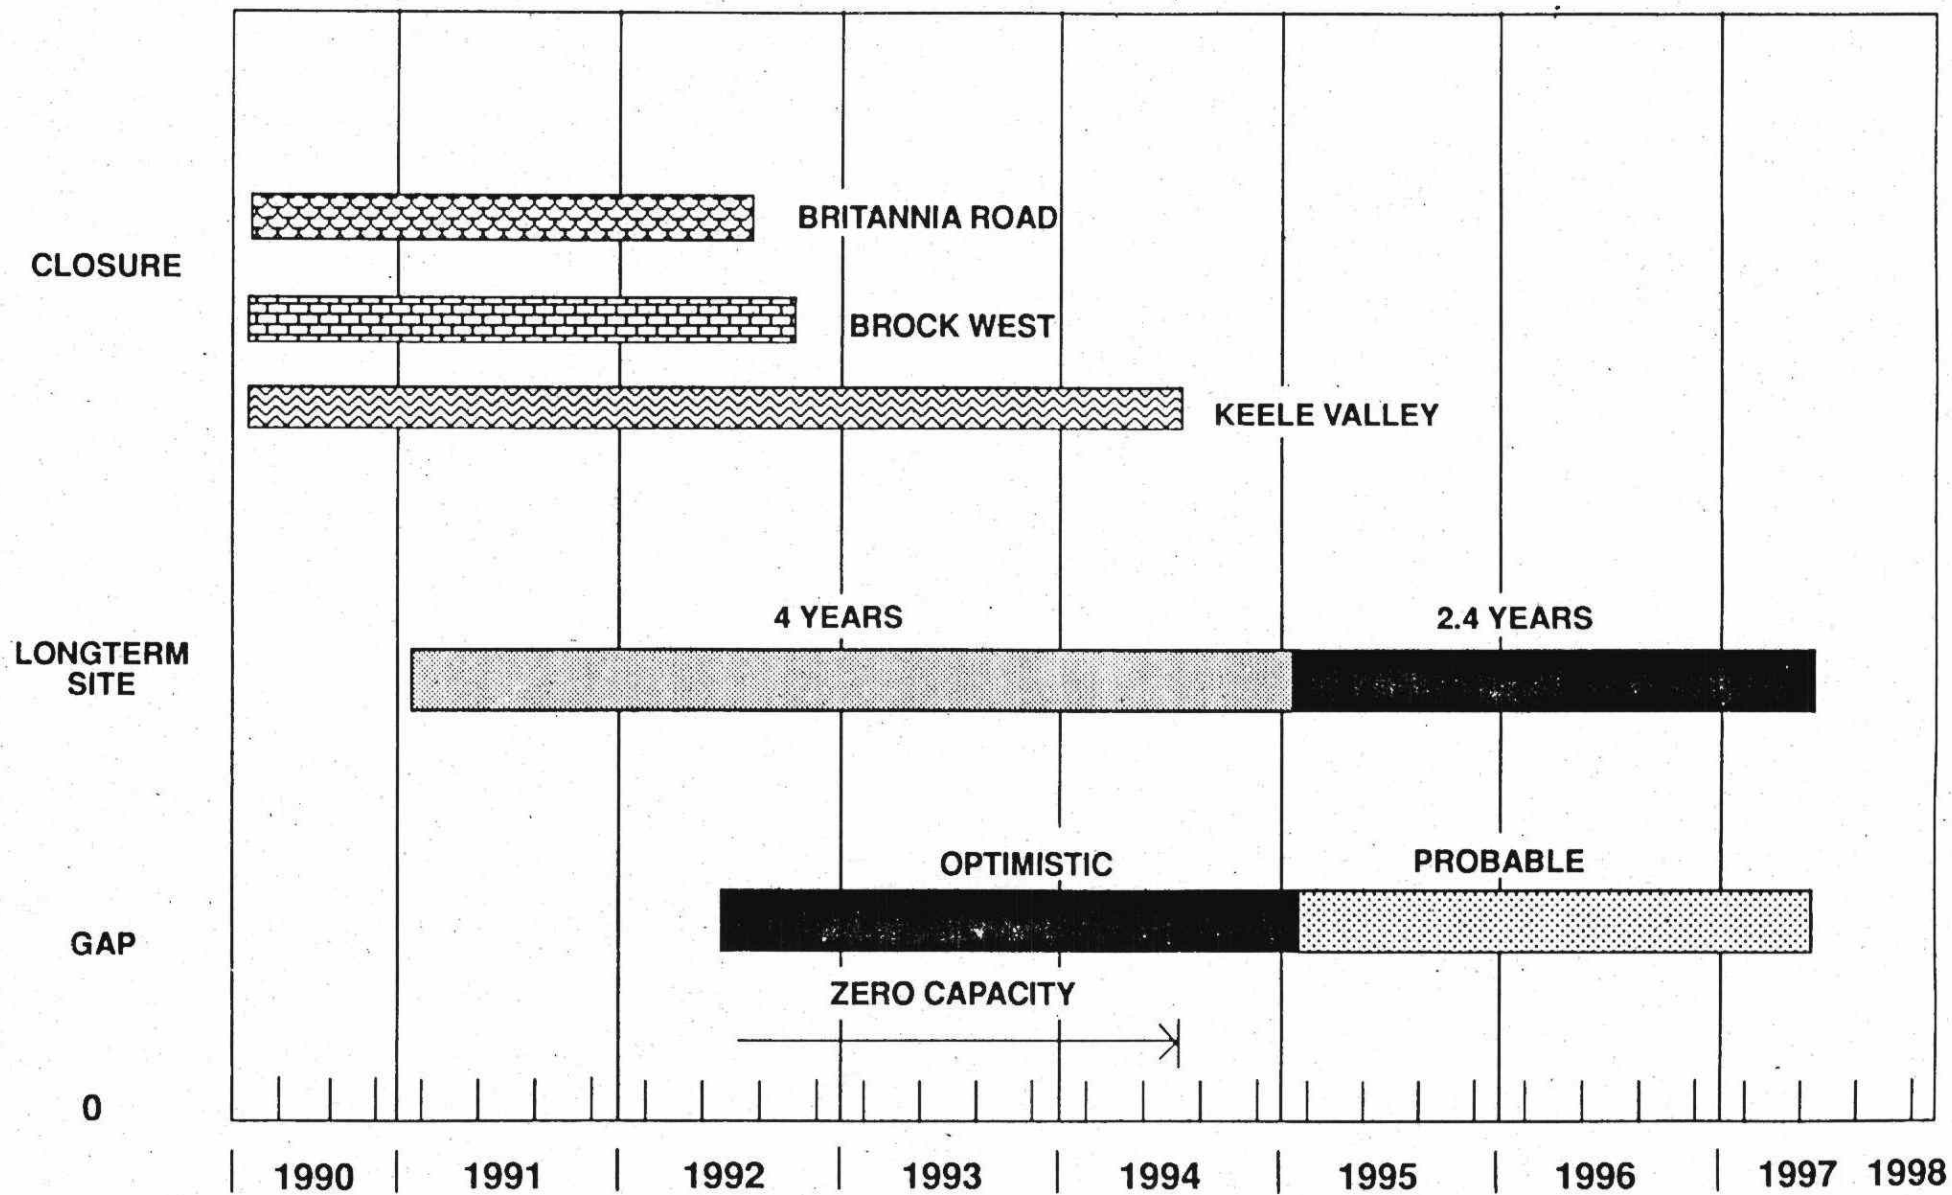 BRITANNIA ROAD
CLOSURE
BROCK WEST
KEELE VALLEY
4 YEARS 2.4 YEARS
LONGTERM
SITE
OPTIMISTIC PROBABLE
GAP
ZERO CAPACITY
0
1990 1991 1992 1993 1994 1995 1996 1997 1998